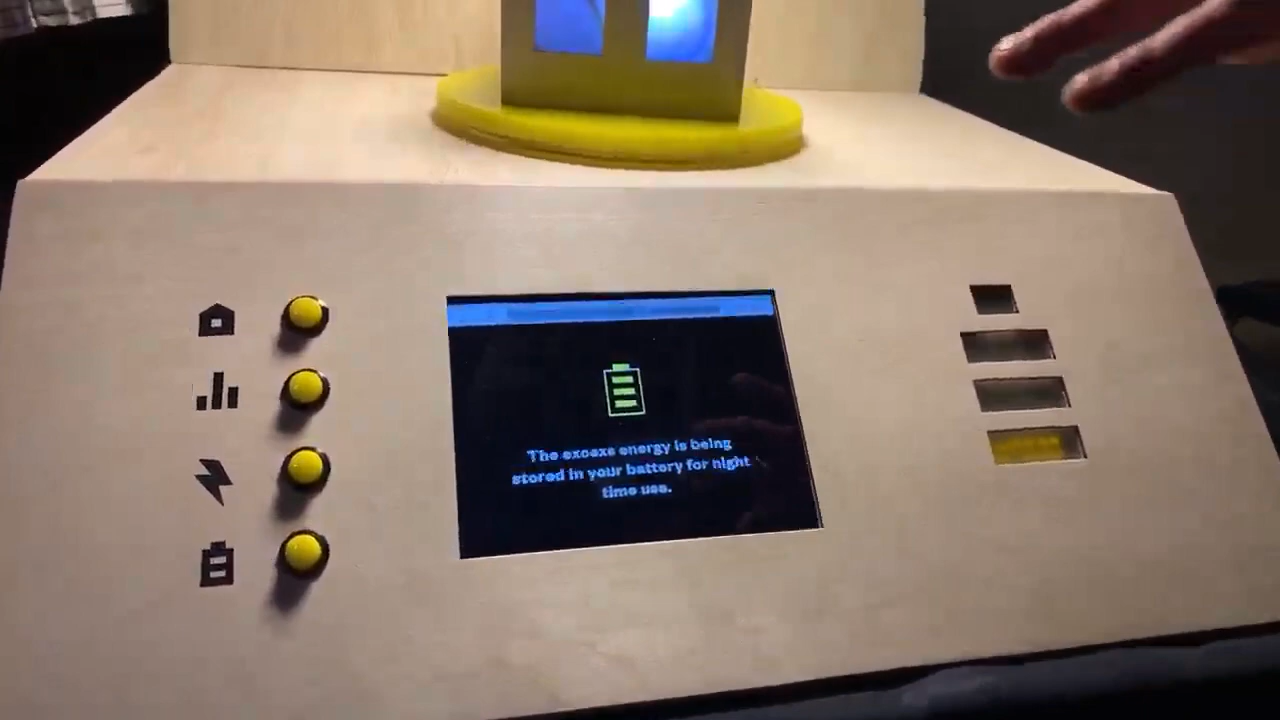 The excess energy is being
stored in your battery for night
time use.